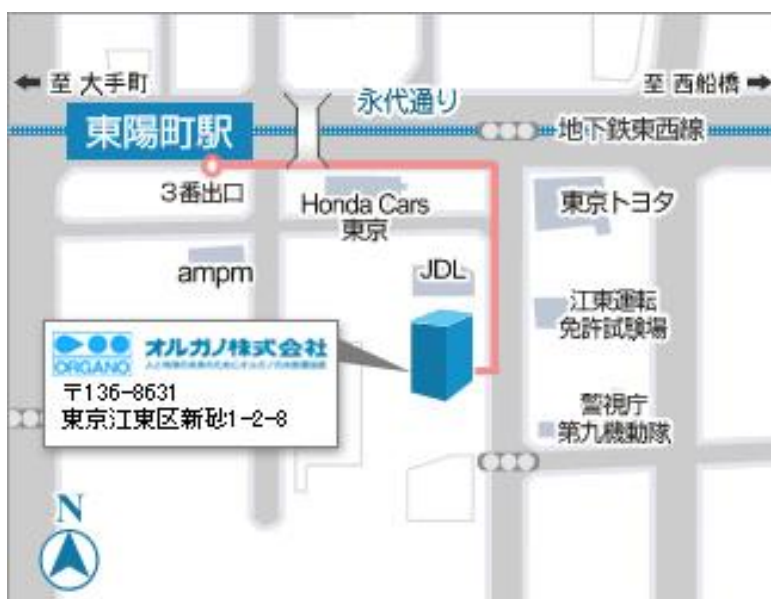 ← 至 大手町
至 西船橋 →
永代通り
東陽町駅
地下鉄東西線
3番出口
Honda Cars
東京
東京トヨタ
ampm
JDL
江東運転
免許試験場
ORGANO
オルガノ株式会社
〒136-8631
東京江東区新砂1-2-8
警視庁
第九機動隊
N